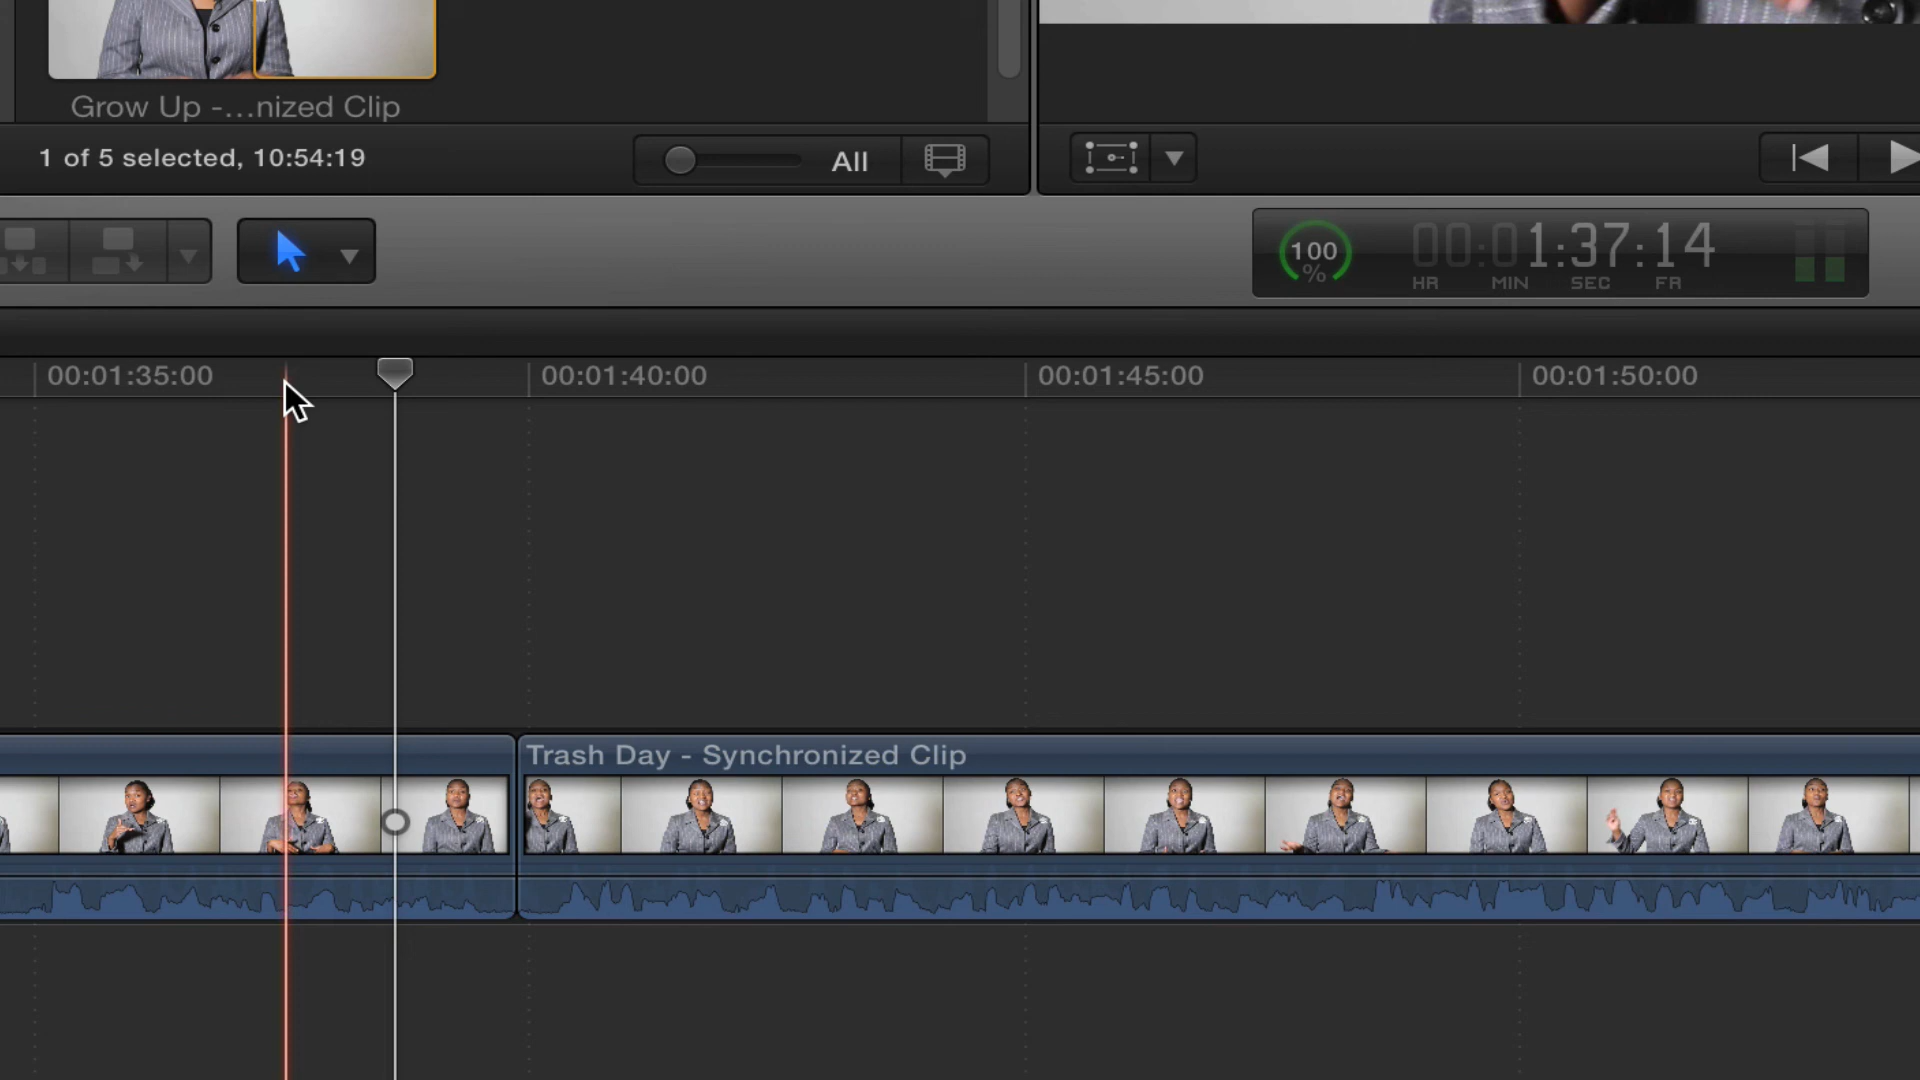 Grow Up -...nized Clip
1 of 5 selected, 10:54:19
All
100
%
00:01:37:14
HR MIN SEC FR
00:01:35:00
00:01:40:00
00:01:45:00
00:01:50:00
Trash Day - Synchronized Clip